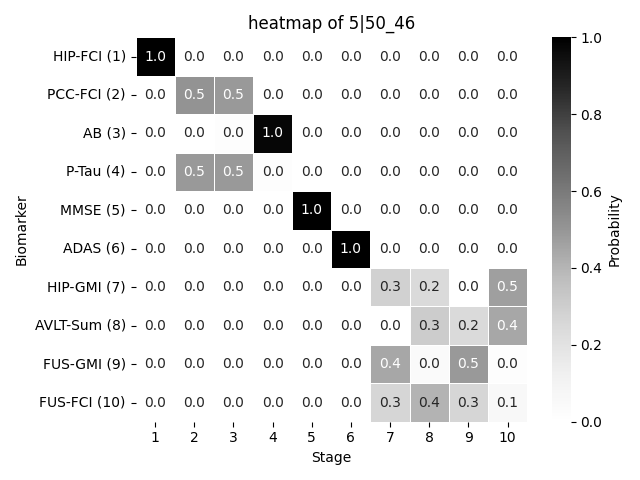 heatmap of 5|50_46
HIP-FCI (1) 1.0 0.0 0.0 0.0 0.0 0.0 0.0 0.0 0.0 0.0
PCC-FCI (2) 0.0 0.5 0.5 0.0 0.0 0.0 0.0 0.0 0.0 0.0
AB (3) 0.0 0.0 0.0 1.0 0.0 0.0 0.0 0.0 0.0 0.0
P-Tau (4) 0.0 0.5 0.5 0.0 0.0 0.0 0.0 0.0 0.0 0.0
MMSE (5) 0.0 0.0 0.0 0.0 1.0 0.0 0.0 0.0 0.0 0.0
ADAS (6) 0.0 0.0 0.0 0.0 0.0 1.0 0.0 0.0 0.0 0.0
HIP-GMI (7) 0.0 0.0 0.0 0.0 0.0 0.0 0.3 0.2 0.0 0.5
AVLT-Sum (8) 0.0 0.0 0.0 0.0 0.0 0.0 0.0 0.3 0.2 0.4
FUS-GMI (9) 0.0 0.0 0.0 0.0 0.0 0.0 0.4 0.0 0.5 0.0
FUS-FCI (10) 0.0 0.0 0.0 0.0 0.0 0.0 0.3 0.4 0.3 0.1
1 2 3 4 5 6 7 8 9 10
Stage
Biomarker
1.0
0.8
0.6
0.4
0.2
0.0
Probability